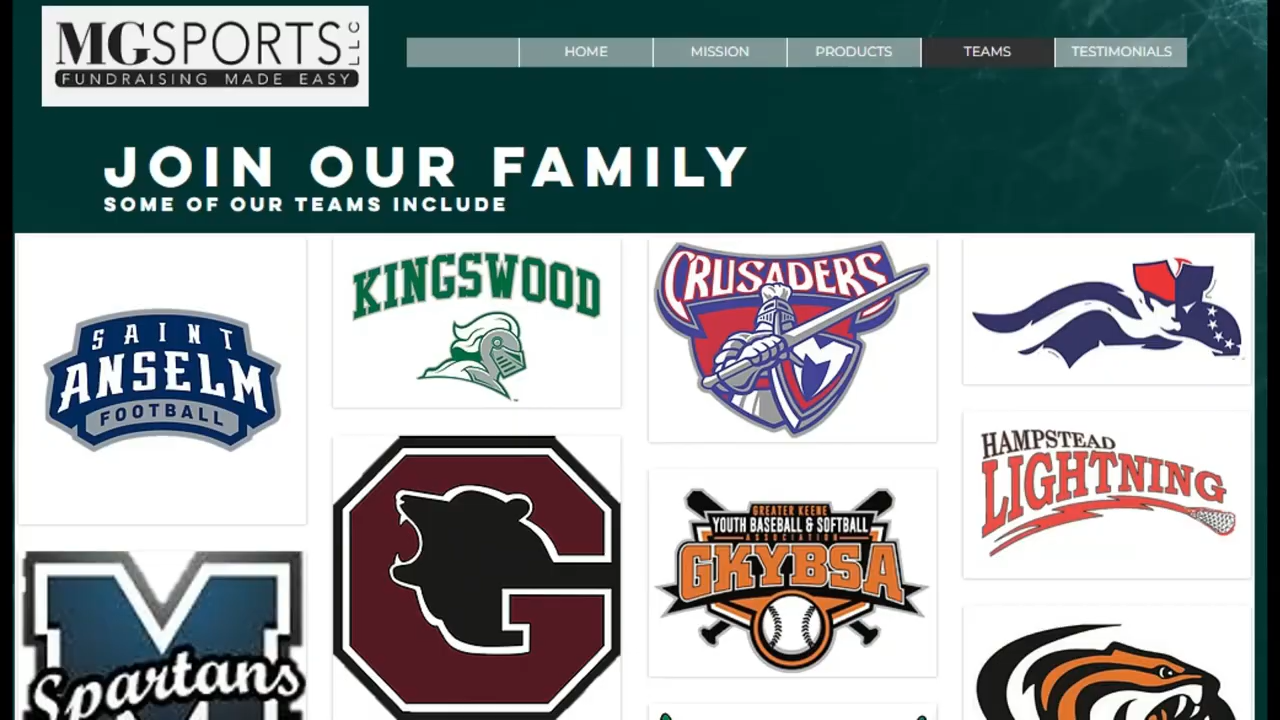 MGSPORTS LLC
FUNDRAISING MADE EASY
HOME
MISSION
PRODUCTS
TEAMS
TESTIMONIALS
JOIN OUR FAMILY
SOME OF OUR TEAMS INCLUDE
SAINT
ANSELM
FOOTBALL
KINGSWOOD
CRUSADERS
M
HAMPSTEAD
LIGHTNING
G
GREATER KEENE
YOUTH BASEBALL & SOFTBALL
ASSOCIATION
GKYBSA
M
Spartans